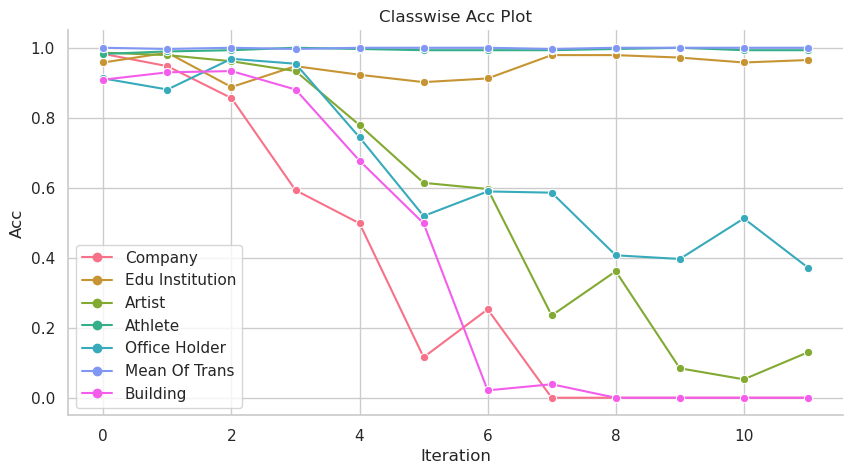 Classwise Acc Plot
Acc
1.0
0.8
0.6
0.4
0.2
0.0
Company
Edu Institution
Artist
Athlete
Office Holder
Mean Of Trans
Building
0 2 4 6 8 10
Iteration